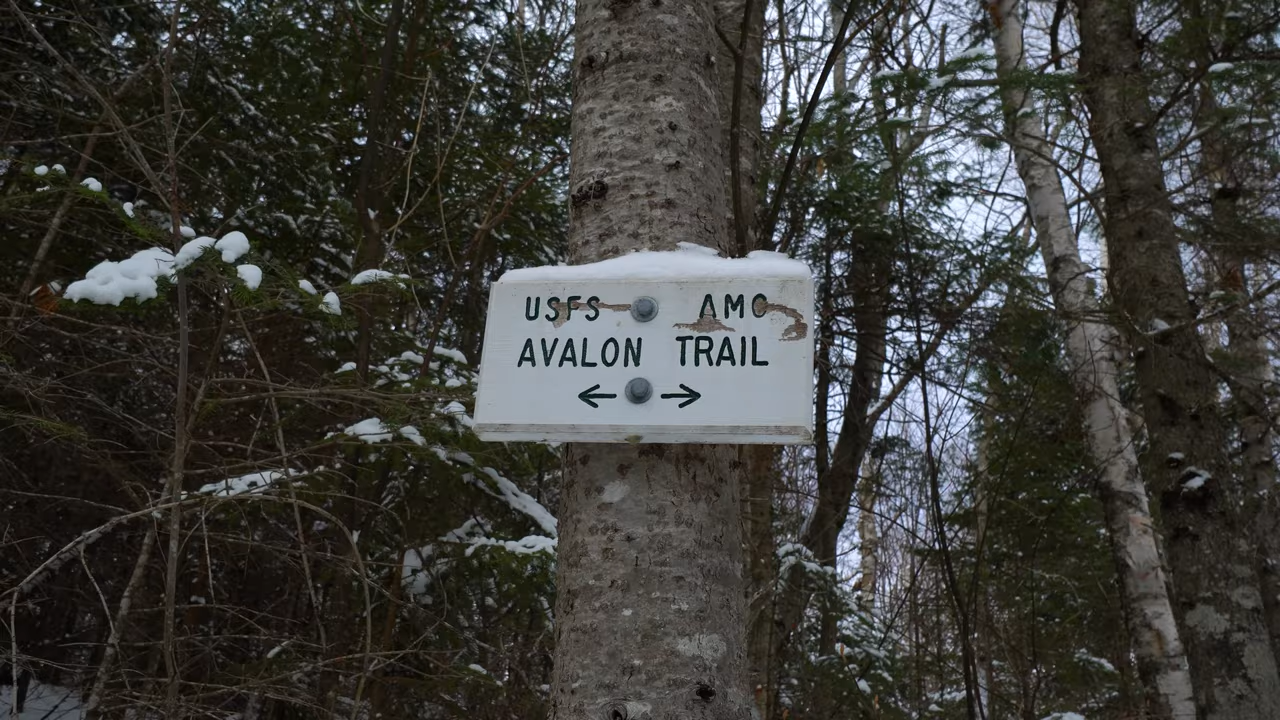 USFS AMC
AVALON TRAIL
← →